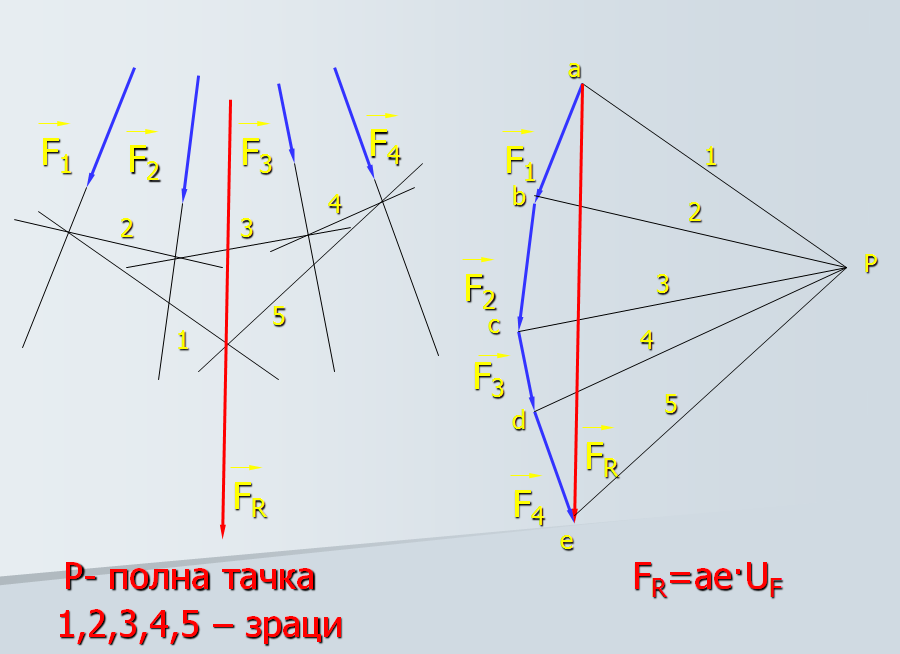 F1 F2 F3 F4
2 3 4
1 5
FR
a
F1
b
1
2
P
F2
3
c
4
F3
5
d
FR
F4
e
P- полна тачка
1,2,3,4,5 – зраци
FR=ae·UF